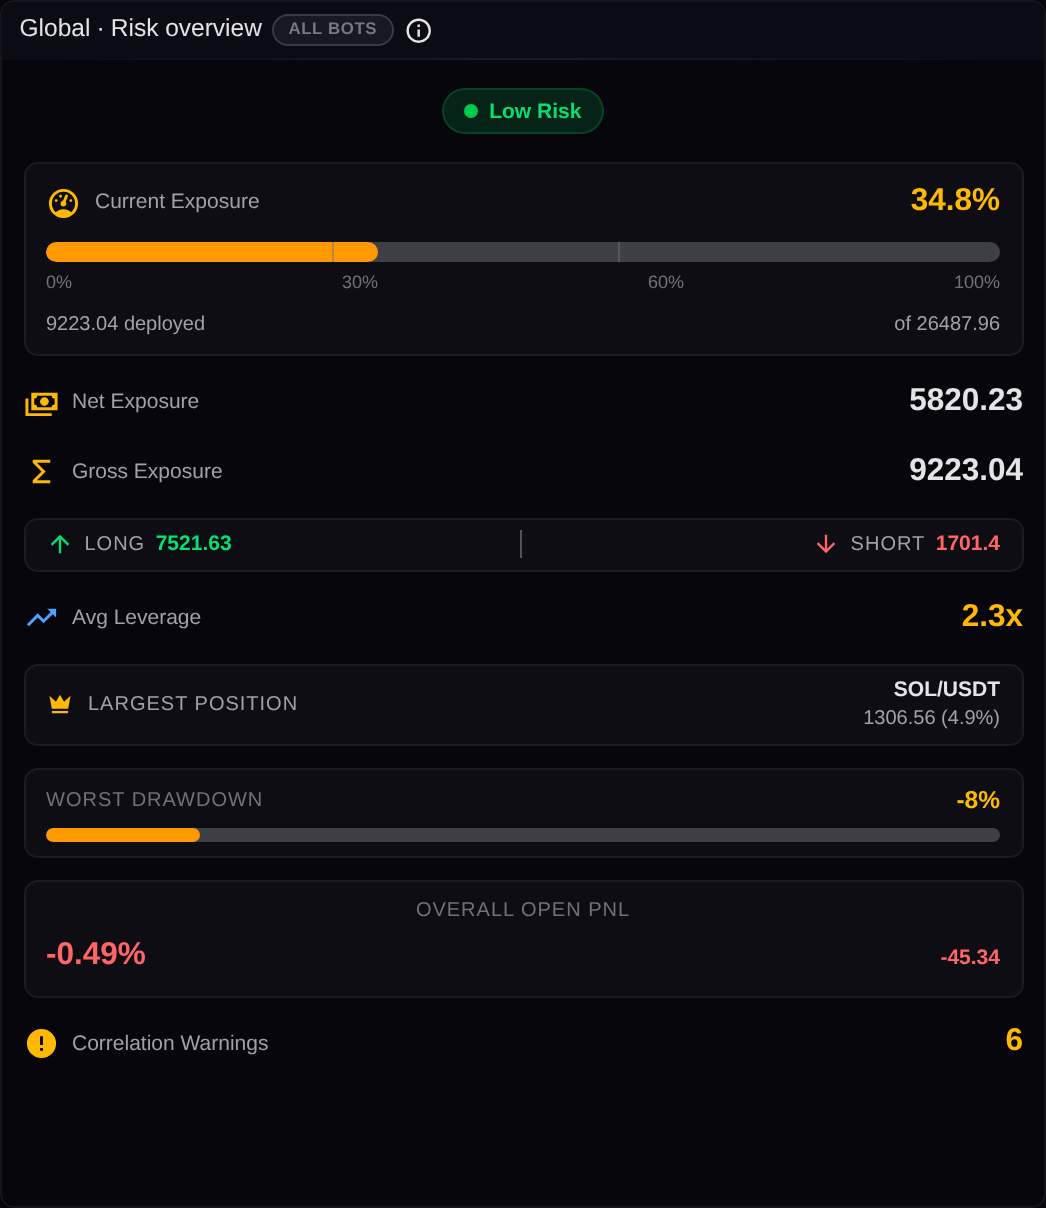 Global · Risk overview ALL BOTS
Low Risk
Current Exposure 34.8%
0% 30% 60% 100%
9223.04 deployed of 26487.96
Net Exposure 5820.23
Gross Exposure 9223.04
LONG 7521.63 SHORT 1701.4
Avg Leverage 2.3x
LARGEST POSITION SOL/USDT
1306.56 (4.9%)
WORST DRAWDOWN -8%
OVERALL OPEN PNL
-0.49% -45.34
Correlation Warnings 6